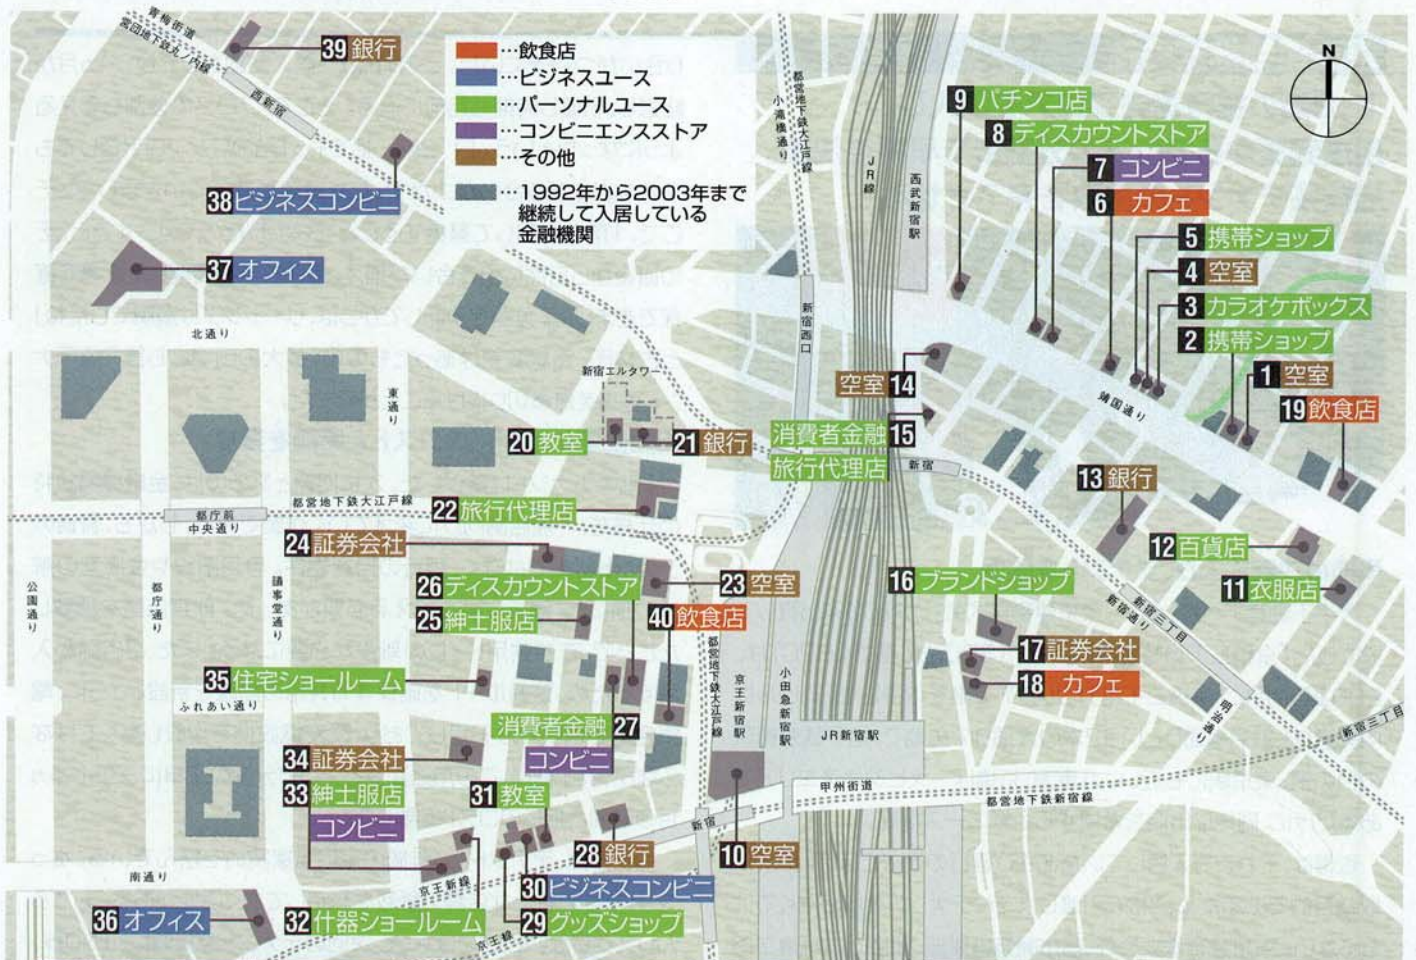 …飲食店
…ビジネスユース
…パーソナルユース
…コンビニエンスストア
…その他
…1992年から2003年まで
継続して入居している
金融機関
N
青梅街道
営団地下鉄丸ノ内線
西新宿
39 銀行
38 ビジネスコンビニ
37 オフィス
小滝橋通り
都営地下鉄大江戸線
JR線
西武新宿駅
9 パチンコ店
8 ディスカウントストア
7 コンビニ
6 カフェ
5 携帯ショップ
4 空室
3 カラオケボックス
2 携帯ショップ
1 空室
19 飲食店
靖国通り
北通り
東通り
新宿エルタワー
新宿西口
空室 14
消費者金融 15
旅行代理店
新宿
20 教室
21 銀行
13 銀行
12 百貨店
11 衣服店
都営地下鉄大江戸線
都庁前
中央通り
22 旅行代理店
24 証券会社
26 ディスカウントストア
23 空室
25 紳士服店
40 飲食店
16 ブランドショップ
17 証券会社
18 カフェ
新宿三丁目
新宿通り
明治通り
新宿三丁目
公園通り
都庁通り
議事堂通り
35 住宅ショールーム
ふれあい通り
消費者金融 27
コンビニ
都営地下鉄大江戸線
京王新宿駅
小田急新宿駅
JR新宿駅
甲州街道
都営地下鉄新宿線
34 証券会社
33 紳士服店
コンビニ
31 教室
28 銀行
新宿
10 空室
30 ビジネスコンビニ
29 グッズショップ
32 什器ショールーム
京王新線
京王線
南通り
36 オフィス